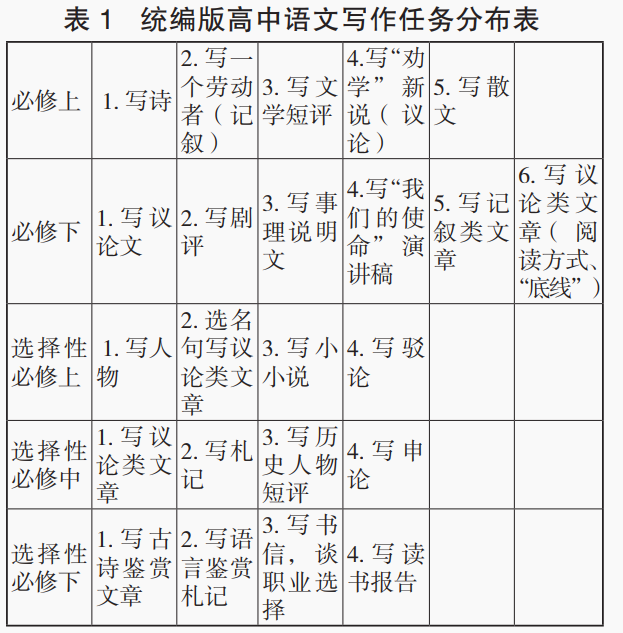 表 1 统编版高中语文写作任务分布表
必修上
1. 写诗
2. 写一
个劳动
者（记
叙）
3. 写文
学短评
4.写“劝
学” 新
说（议
论）
5. 写散
文
必修下
1. 写议
论文
2. 写剧
评
3. 写事
理说明
文
4.写“我
们的使
命” 演
讲稿
5. 写记
叙类文
章
6. 写议
论类文
章（ 阅
读方式、
“底线”）
选择性
必修上
1. 写人
物
2. 选名
句写议
论类文
章
3. 写小
小说
4. 写驳
论
选择性
必修中
1. 写议
论类文
章
2. 写札
记
3. 写历
史人物
短评
4. 写申
论
选择性
必修下
1. 写古
诗鉴赏
文章
2. 写语
言鉴赏
札记
3. 写书
信，谈
职业选
择
4. 写读
书报告